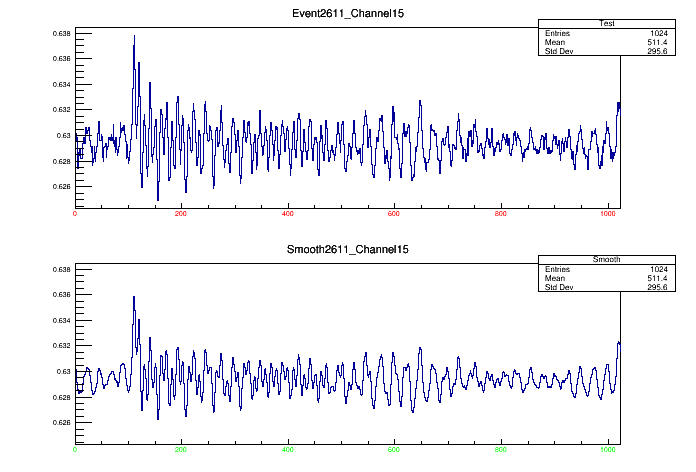 Event2611_Channel15
Test
Entries 1024
Mean 511.4
Std Dev 295.6
0.638
0.636
0.634
0.632
0.63
0.628
0.626
0 200 400 600 800 1000
Smooth2611_Channel15
Smooth
Entries 1024
Mean 511.4
Std Dev 295.6
0.638
0.636
0.634
0.632
0.63
0.628
0.626
0 200 400 600 800 1000